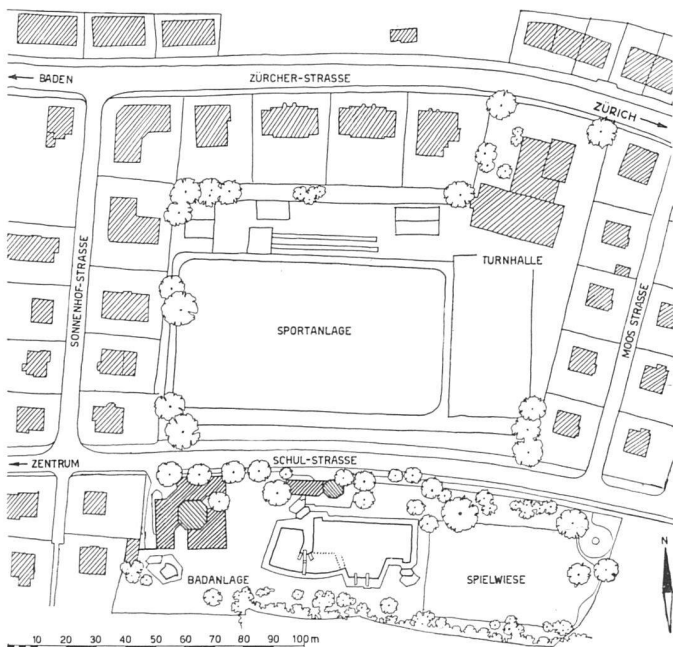 BADEN
ZÜRCHER-STRASSE
ZÜRICH
SONNENHOF-STRASSE
TURNHALLE
SPORTANLAGE
MOOS STRASSE
SCHUL-STRASSE
ZENTRUM
N
BADANLAGE
SPIELWIESE
10 20 30 40 50 60 70 80 90 100 m